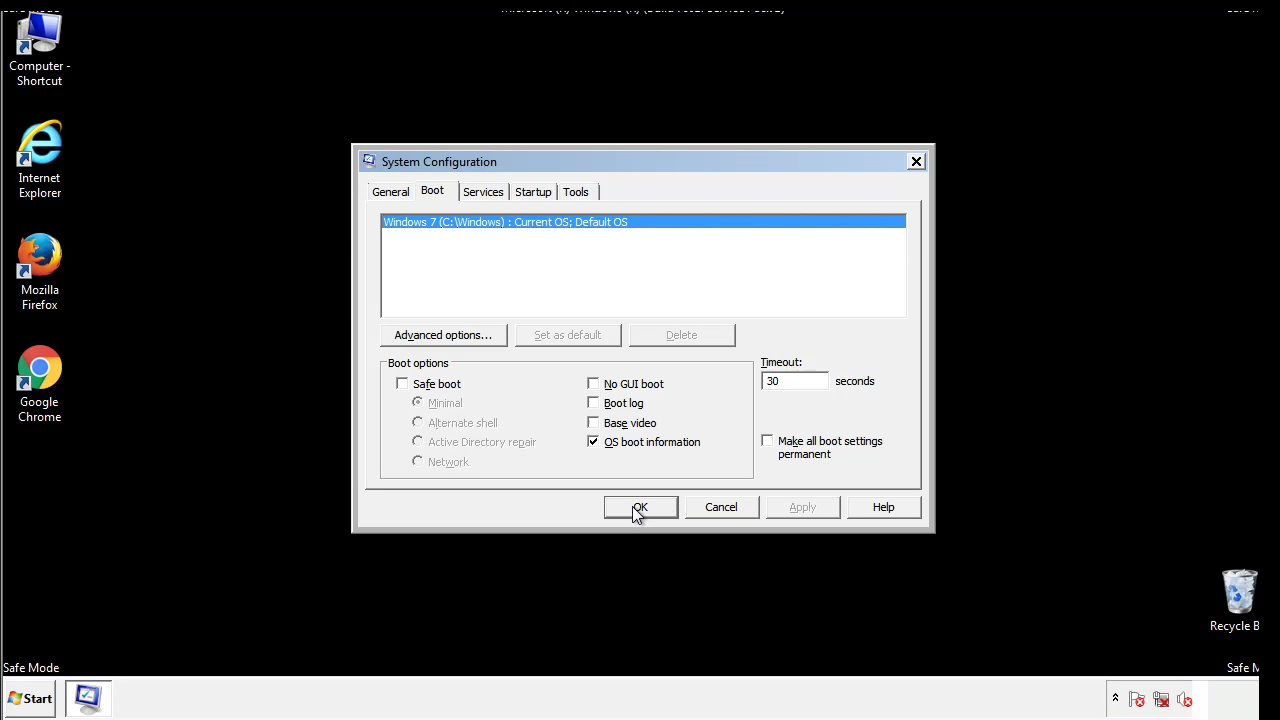 Computer -
Shortcut
Internet
Explorer
Mozilla
Firefox
Google
Chrome
System Configuration
General
Boot
Services
Startup
Tools
Windows 7 (C:\Windows) : Current OS; Default OS
Advanced options...
Set as default
Delete
Boot options
Safe boot
Minimal
Alternate shell
Active Directory repair
Network
No GUI boot
Boot log
Base video
OS boot information
Timeout:
30 seconds
Make all boot settings
permanent
OK
Cancel
Apply
Help
Recycle B
Safe Mode
Safe M
Start